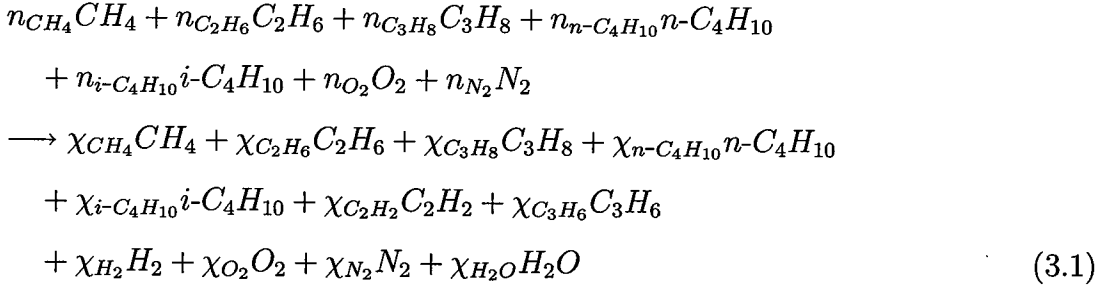 n_{CH_4}CH_4 + n_{C_2H_6}C_2H_6 + n_{C_3H_8}C_3H_8 + n_{n-C_4H_{10}}n-C_4H_{10}
+ n_{i-C_4H_{10}}i-C_4H_{10} + n_{O_2}O_2 + n_{N_2}N_2
⟶ χ_{CH_4}CH_4 + χ_{C_2H_6}C_2H_6 + χ_{C_3H_8}C_3H_8 + χ_{n-C_4H_{10}}n-C_4H_{10}
+ χ_{i-C_4H_{10}}i-C_4H_{10} + χ_{C_2H_2}C_2H_2 + χ_{C_3H_6}C_3H_6
+ χ_{H_2}H_2 + χ_{O_2}O_2 + χ_{N_2}N_2 + χ_{H_2O}H_2O (3.1)